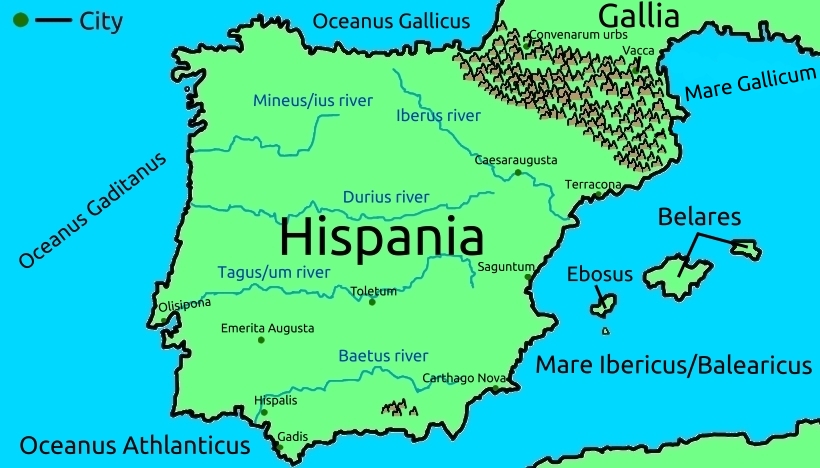 City
Oceanus Gallicus
Gallia
Convenarum urbs
Vacca
Mare Gallicum
Mineus/ius river
Iberus river
Oceanus Gaditanus
Caesaraugusta
Terracona
Durius river
Belares
Hispania
Tagus/um river
Saguntum
Ebosus
Toletum
Olisipona
Emerita Augusta
Baetus river
Mare Ibericus/Balearicus
Carthago Nova
Hispalis
Gadis
Oceanus Athlanticus